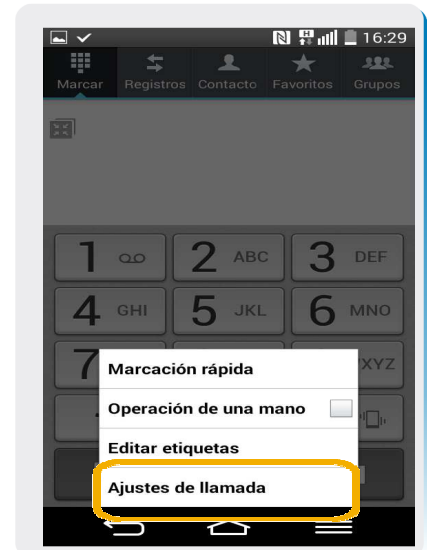 16:29
Marcar Registros Contacto Favoritos Grupos
1 2 ABC 3 DEF
4 GHI 5 JKL 6 MNO
7 PXYZ
Marcación rápida
Operación de una mano
Editar etiquetas
Ajustes de llamada